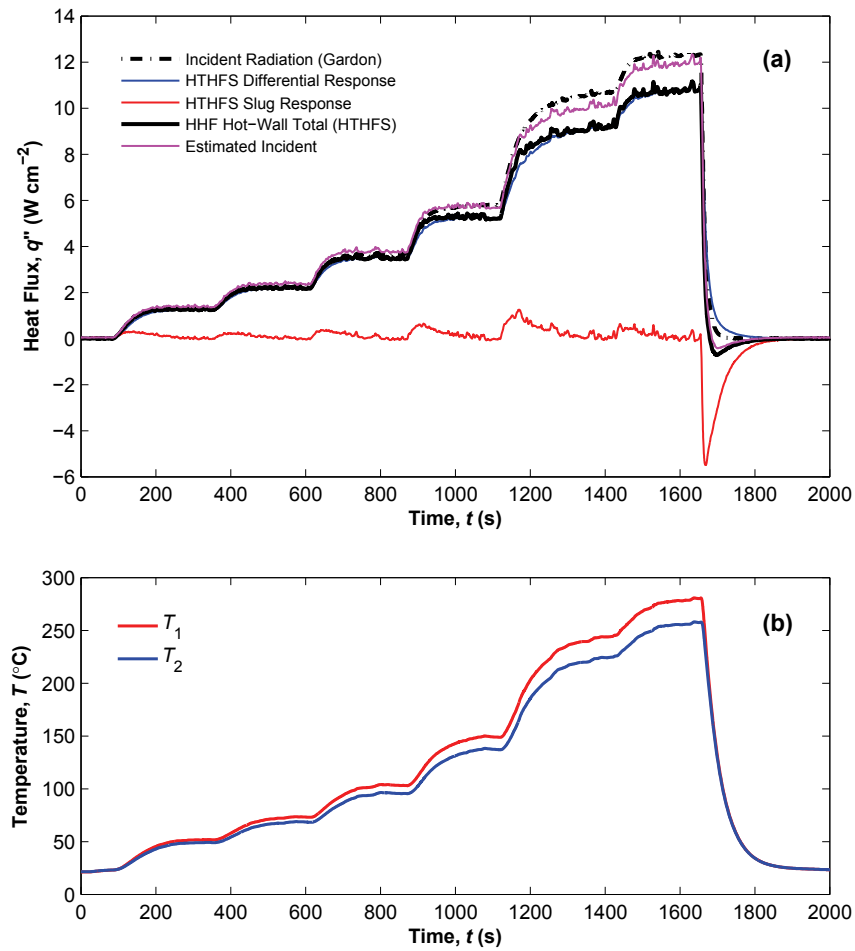 14
12
10
8
6
4
2
0
−2
−4
−6
Heat Flux, q" (W cm⁻²)
Incident Radiation (Gardon)
HTHFS Differential Response
HTHFS Slug Response
HHF Hot−Wall Total (HTHFS)
Estimated Incident
(a)
0 200 400 600 800 1000 1200 1400 1600 1800 2000
Time, t (s)
300
250
200
150
100
50
0
Temperature, T (°C)
T₁
T₂
(b)
0 200 400 600 800 1000 1200 1400 1600 1800 2000
Time, t (s)